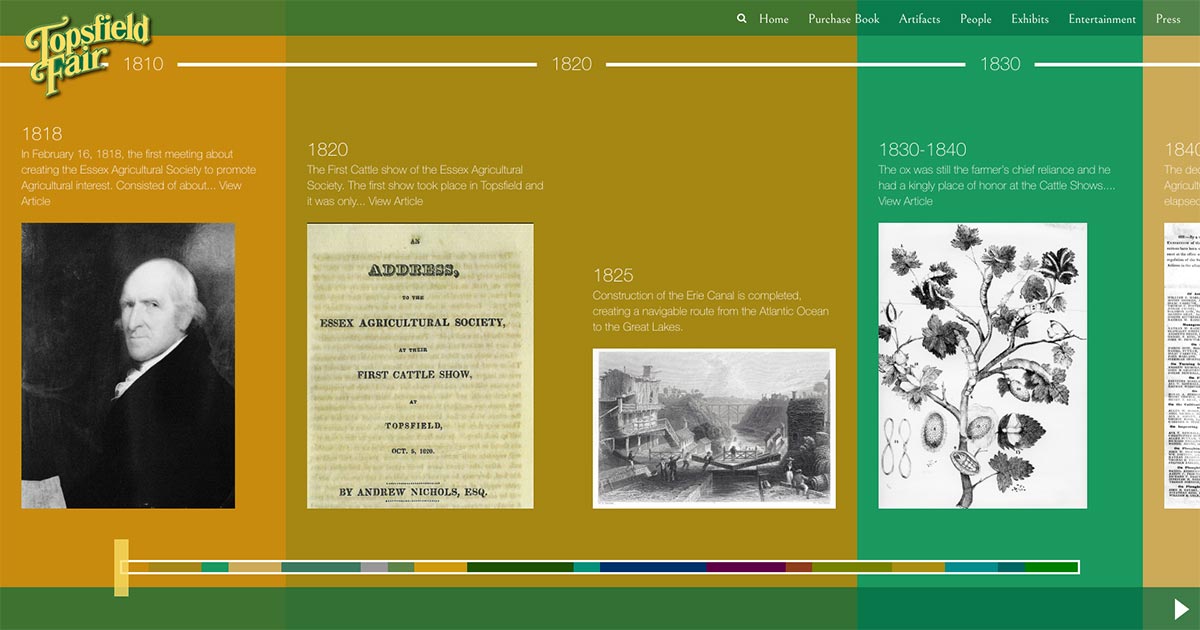 Topsfield
Fair
Home Purchase Book Artifacts People Exhibits Entertainment Press
1810
1820
1830
1818
In February 16, 1818, the first meeting about
creating the Essex Agricultural Society to promote
Agricultural interest. Consisted of about... View
Article
1820
The First Cattle show of the Essex Agricultural
Society. The first show took place in Topsfield and
it was only... View Article
AN
ADDRESS,
TO THE
ESSEX AGRICULTURAL SOCIETY,
AT THEIR
FIRST CATTLE SHOW,
AT
TOPSFIELD,
OCT. 5, 1820.
BY ANDREW NICHOLS, ESQ.
1825
Construction of the Erie Canal is completed,
creating a navigable route from the Atlantic Ocean
to the Great Lakes.
1830-1840
The ox was still the farmer's chief reliance and he
had a kingly place of honor at the Cattle Shows....
View Article
1840
The dec
Agricult
elapsed